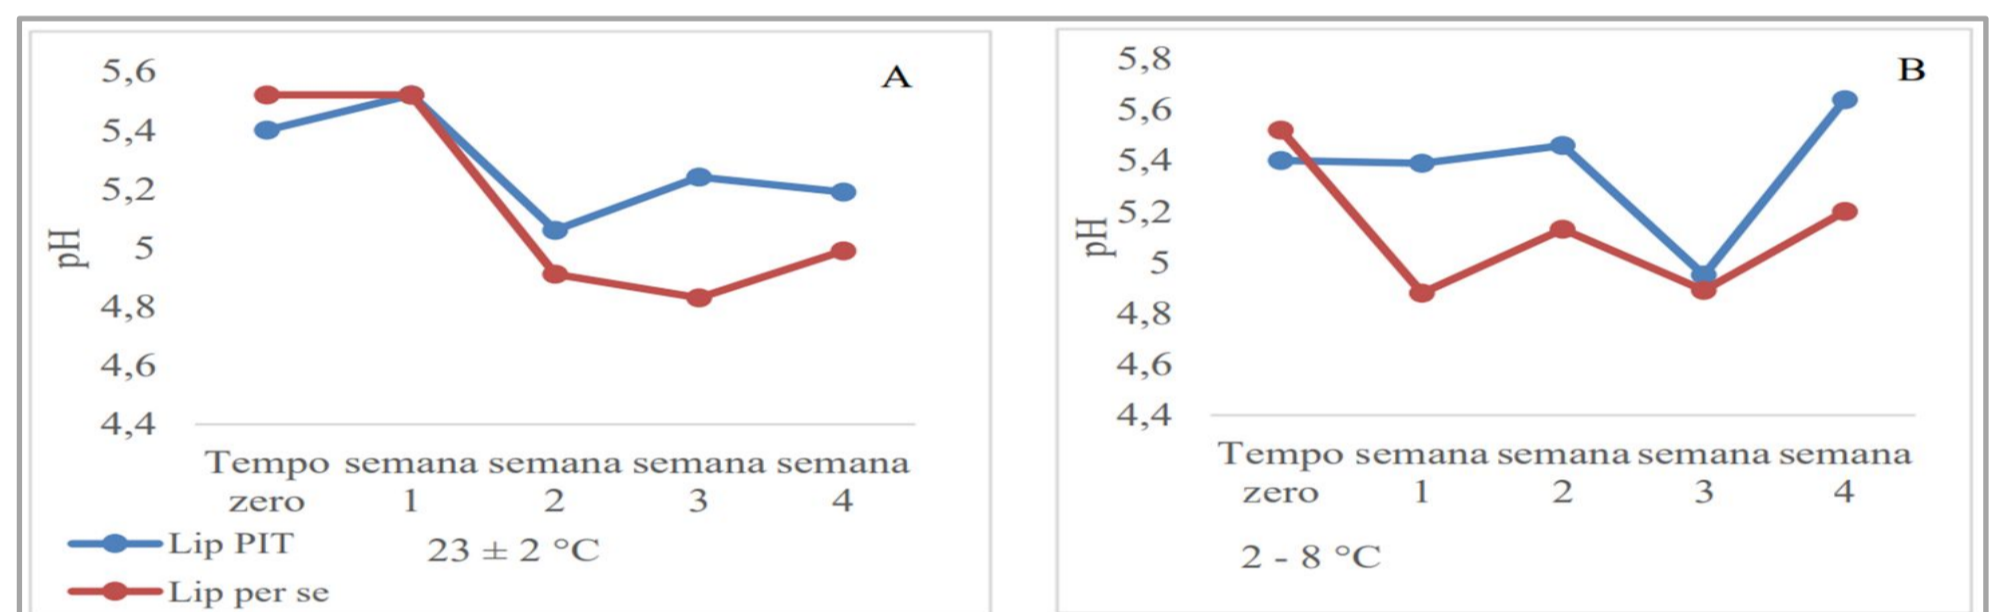 A
5,6
5,4
5,2
5
4,8
4,6
4,4
pH
Tempo semana semana semana semana
zero 1 2 3 4
Lip PIT
23 ± 2 °C
Lip per se
B
5,8
5,6
5,4
5,2
5
4,8
4,6
4,4
pH
Tempo semana semana semana semana
zero 1 2 3 4
2 - 8 °C